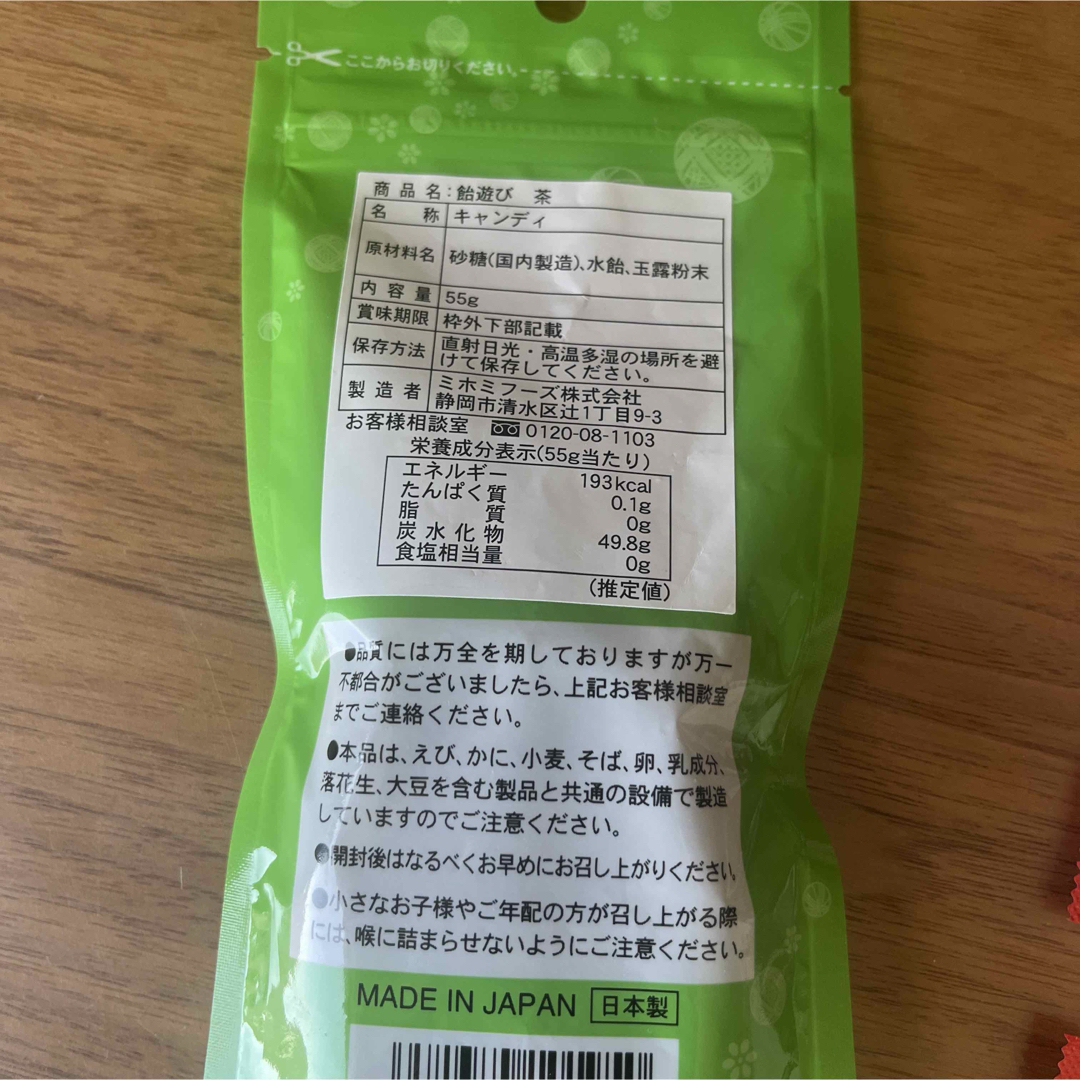 ここからお切りください。
商品名:飴遊び 茶
名称 キャンディ
原材料名 砂糖(国内製造)、水飴、玉露粉末
内容量 55g
賞味期限 枠外下部記載
保存方法 直射日光・高温多湿の場所を避
けて保存してください。
製造者 ミホミフーズ株式会社
静岡市清水区辻1丁目9-3
お客様相談室 0120-08-1103
栄養成分表示(55g当たり)
エネルギー 193kcal
たんぱく質 0.1g
脂質 0g
炭水化物 49.8g
食塩相当量 0g
(推定値)
●品質には万全を期しておりますが万一
不都合がございましたら、上記お客様相談室
までご連絡ください。
●本品は、えび、かに、小麦、そば、卵、乳成分、
落花生、大豆を含む製品と共通の設備で製造
していますのでご注意ください。
●開封後はなるべくお早めにお召し上がりください。
●小さなお子様やご年配の方が召し上がる際
には、喉に詰まらせないようにご注意ください。
MADE IN JAPAN 日本製